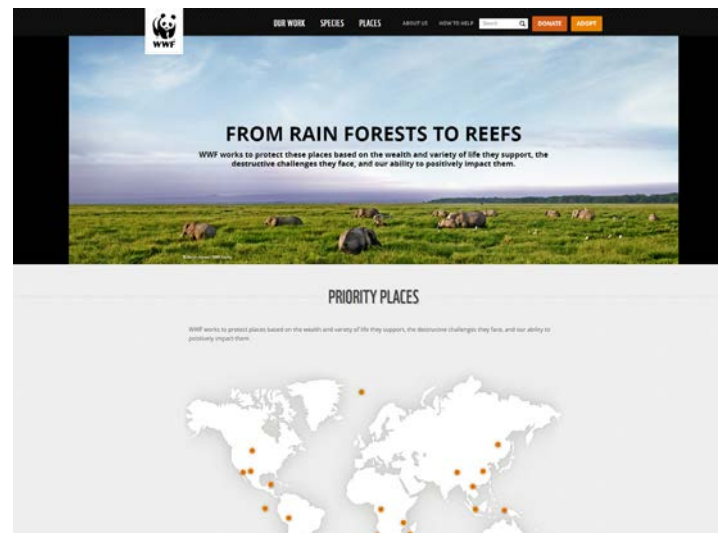 WWF
OUR WORK SPECIES PLACES ABOUT US HOW TO HELP Search DONATE ADOPT
FROM RAIN FORESTS TO REEFS
WWF works to protect these places based on the wealth and variety of life they support, the
destructive challenges they face, and our ability to positively impact them.
PRIORITY PLACES
WWF works to protect places based on the wealth and variety of life they support, the destructive challenges they face, and our ability to
positively impact them.